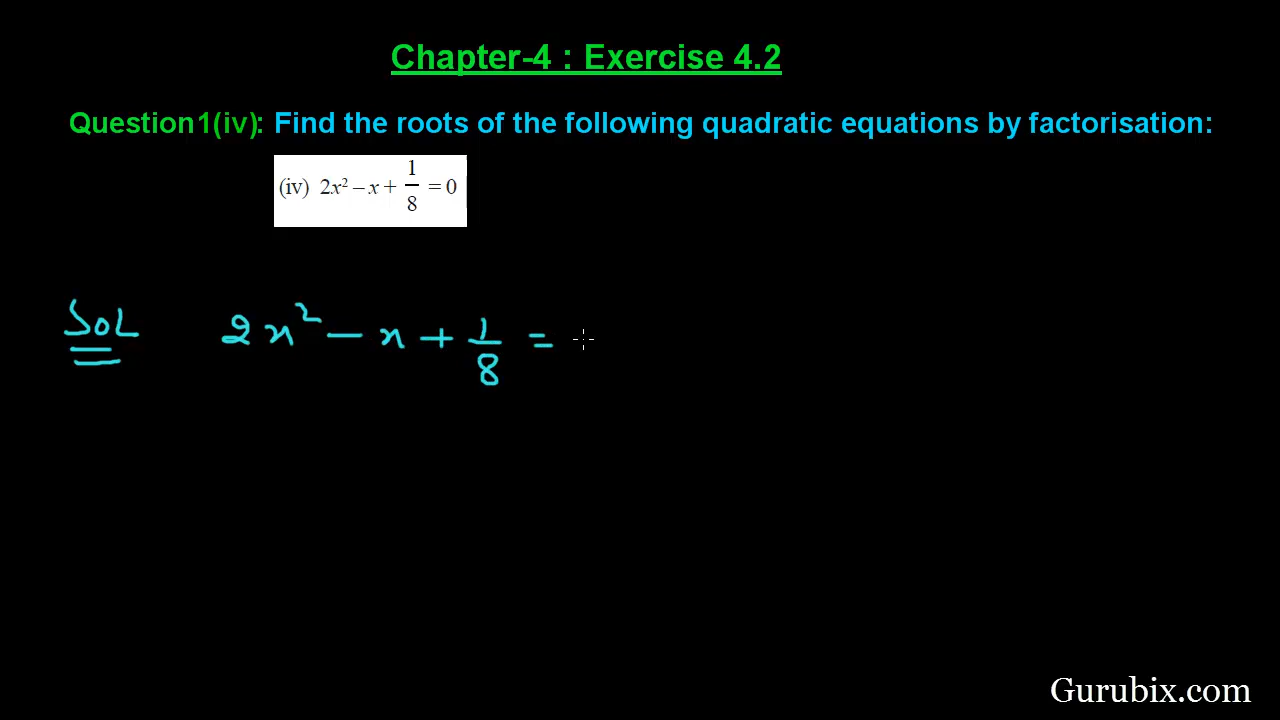 Chapter-4 : Exercise 4.2
Question1(iv): Find the roots of the following quadratic equations by factorisation:
(iv) 2x² – x + 1/8 = 0
SOL 2x² – x + 1/8 =
Gurubix.com